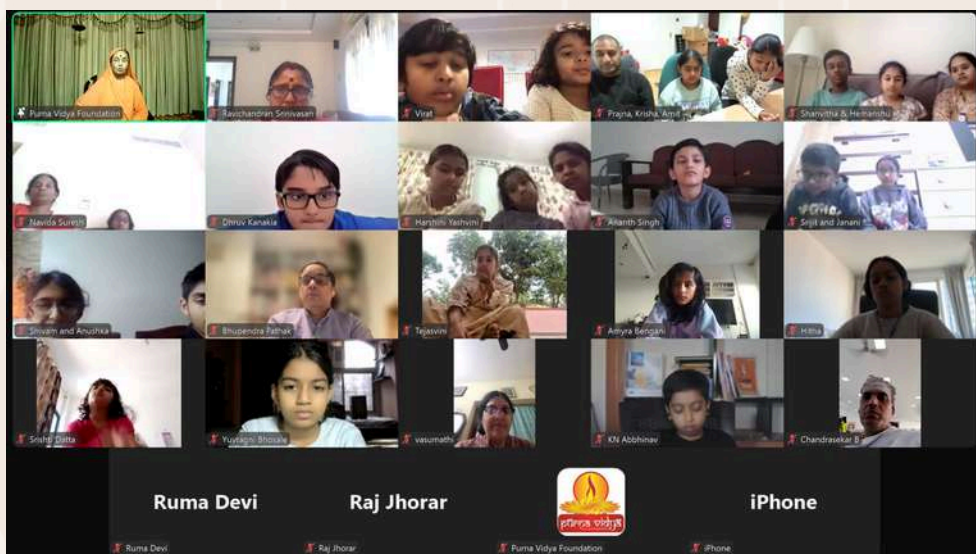 Purna Vidya Foundation
Ravichandran Srinivasan
Virat
Prajna, Krisha, Amit
Shanvitha & Hemanshu
Navida Suresh
Dhruv Kanakia
Harshini Yashvini
Ananth Singh
Srijit and Janani
Shivam and Anushka
Bhupendra Pathak
Tejasvini
Amyra Bengani
Hitha
Srishti Datta
Yuytagni Bhosale
vasumathi
KN Abbhinav
Chandrasekar B
Ruma Devi
Raj Jhorar
purna vidya
iPhone
Ruma Devi
Raj Jhorar
Purna Vidya Foundation
iPhone